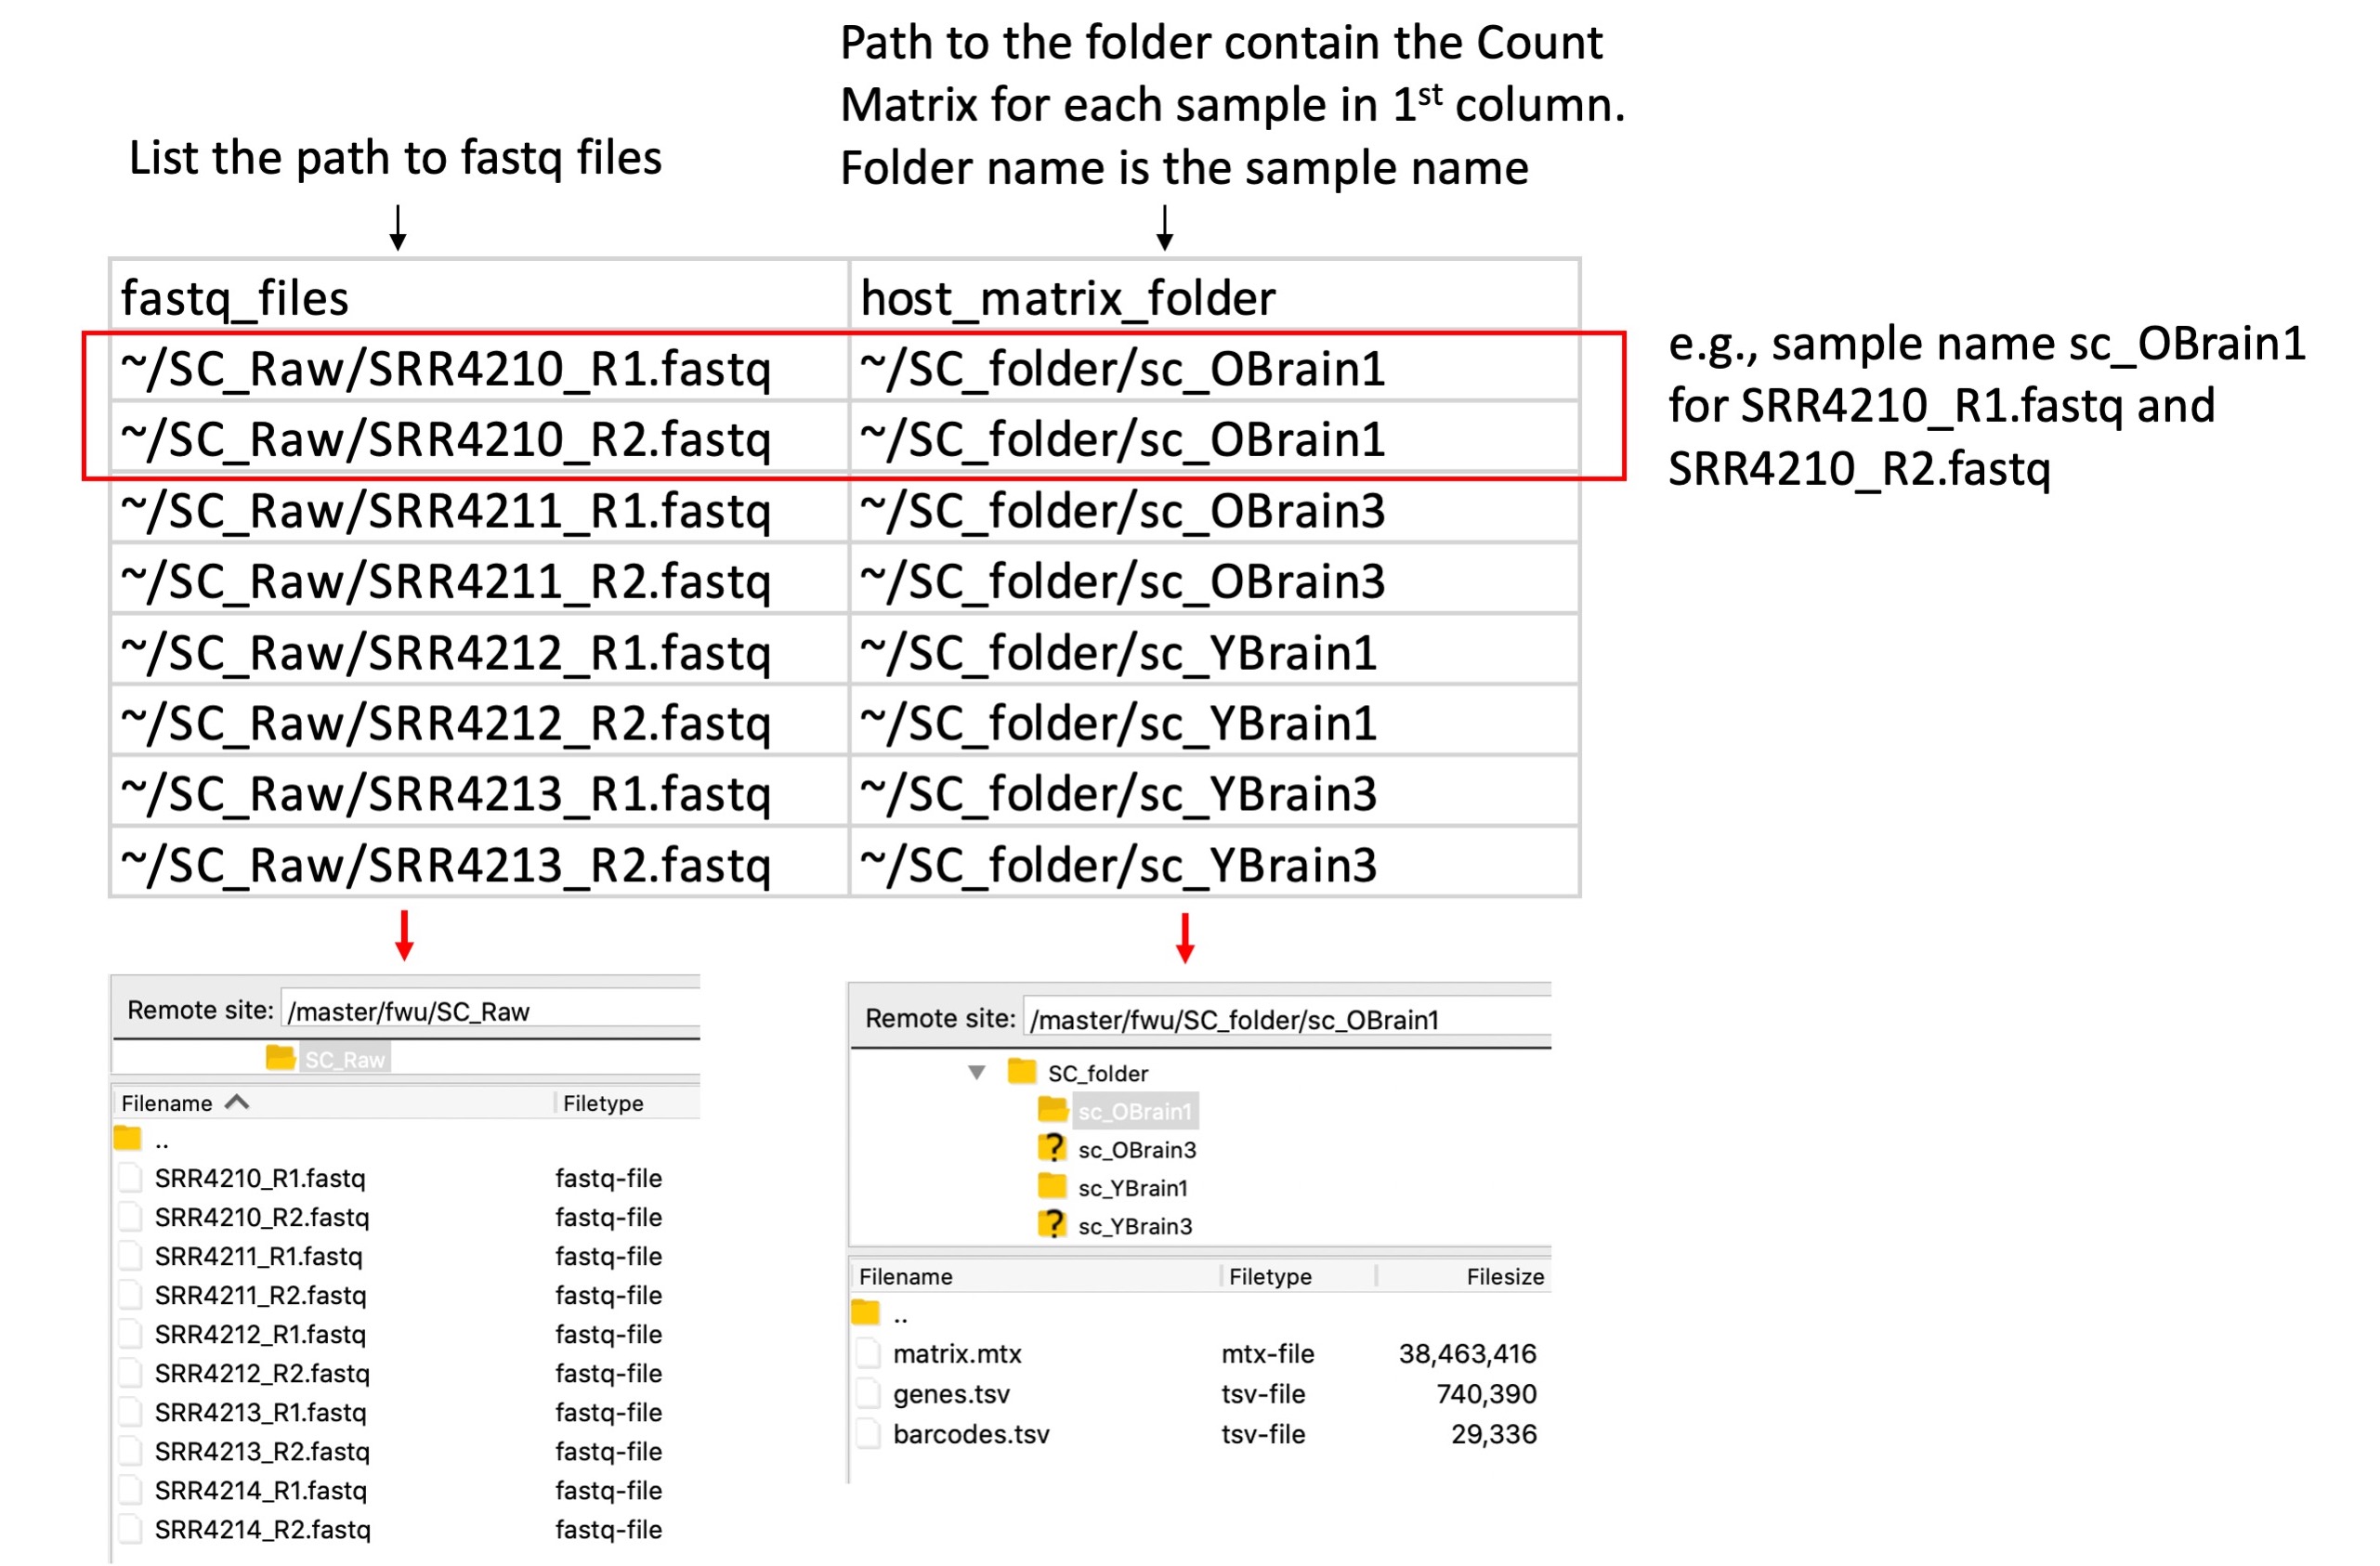 Path to the folder contain the Count
Matrix for each sample in 1st column.
Folder name is the sample name
List the path to fastq files
fastq_files host_matrix_folder
~/SC_Raw/SRR4210_R1.fastq ~/SC_folder/sc_OBrain1
~/SC_Raw/SRR4210_R2.fastq ~/SC_folder/sc_OBrain1
~/SC_Raw/SRR4211_R1.fastq ~/SC_folder/sc_OBrain3
~/SC_Raw/SRR4211_R2.fastq ~/SC_folder/sc_OBrain3
~/SC_Raw/SRR4212_R1.fastq ~/SC_folder/sc_YBrain1
~/SC_Raw/SRR4212_R2.fastq ~/SC_folder/sc_YBrain1
~/SC_Raw/SRR4213_R1.fastq ~/SC_folder/sc_YBrain3
~/SC_Raw/SRR4213_R2.fastq ~/SC_folder/sc_YBrain3
e.g., sample name sc_OBrain1
for SRR4210_R1.fastq and
SRR4210_R2.fastq
Remote site: /master/fwu/SC_Raw
SC_Raw
Filename Filetype
..
SRR4210_R1.fastq fastq-file
SRR4210_R2.fastq fastq-file
SRR4211_R1.fastq fastq-file
SRR4211_R2.fastq fastq-file
SRR4212_R1.fastq fastq-file
SRR4212_R2.fastq fastq-file
SRR4213_R1.fastq fastq-file
SRR4213_R2.fastq fastq-file
SRR4214_R1.fastq fastq-file
SRR4214_R2.fastq fastq-file
Remote site: /master/fwu/SC_folder/sc_OBrain1
SC_folder
sc_OBrain1
? sc_OBrain3
sc_YBrain1
? sc_YBrain3
Filename Filetype Filesize
..
matrix.mtx mtx-file 38,463,416
genes.tsv tsv-file 740,390
barcodes.tsv tsv-file 29,336